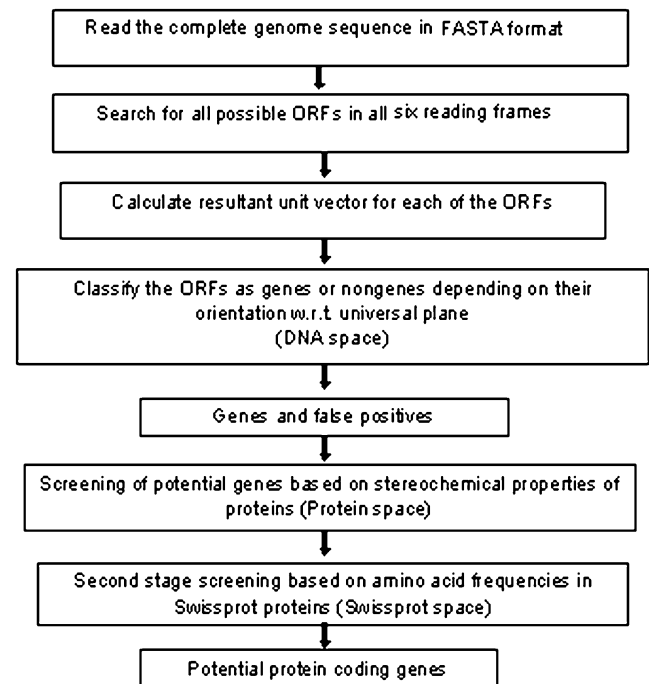 Read the complete genome sequence in FASTA format
Search for all possible ORFs in all six reading frames
Calculate resultant unit vector for each of the ORFs
Classify the ORFs as genes or nongenes depending on their
orientation w.r.t. universal plane
(DNA space)
Genes and false positives
Screening of potential genes based on stereochemical properties of
proteins (Protein space)
Second stage screening based on amino acid frequencies in
Swissprot proteins (Swissprot space)
Potential protein coding genes